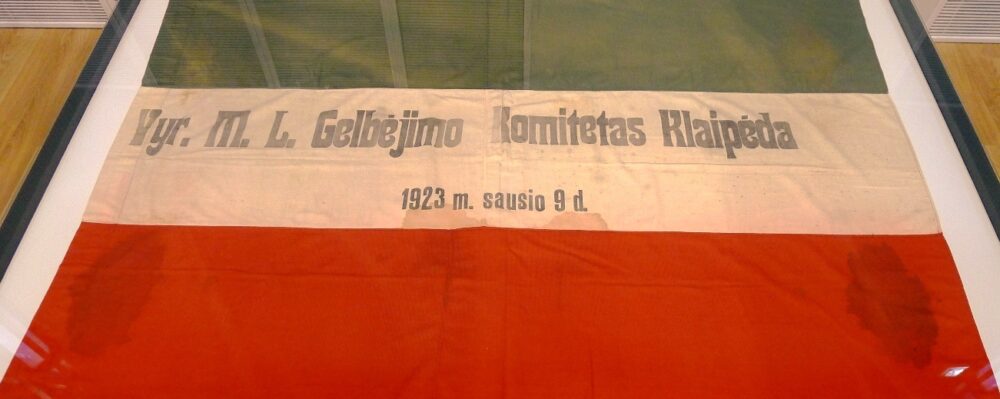 Vyr. M. L. Gelbėjimo Komitetas Klaipėda
1923 m. sausio 9 d.